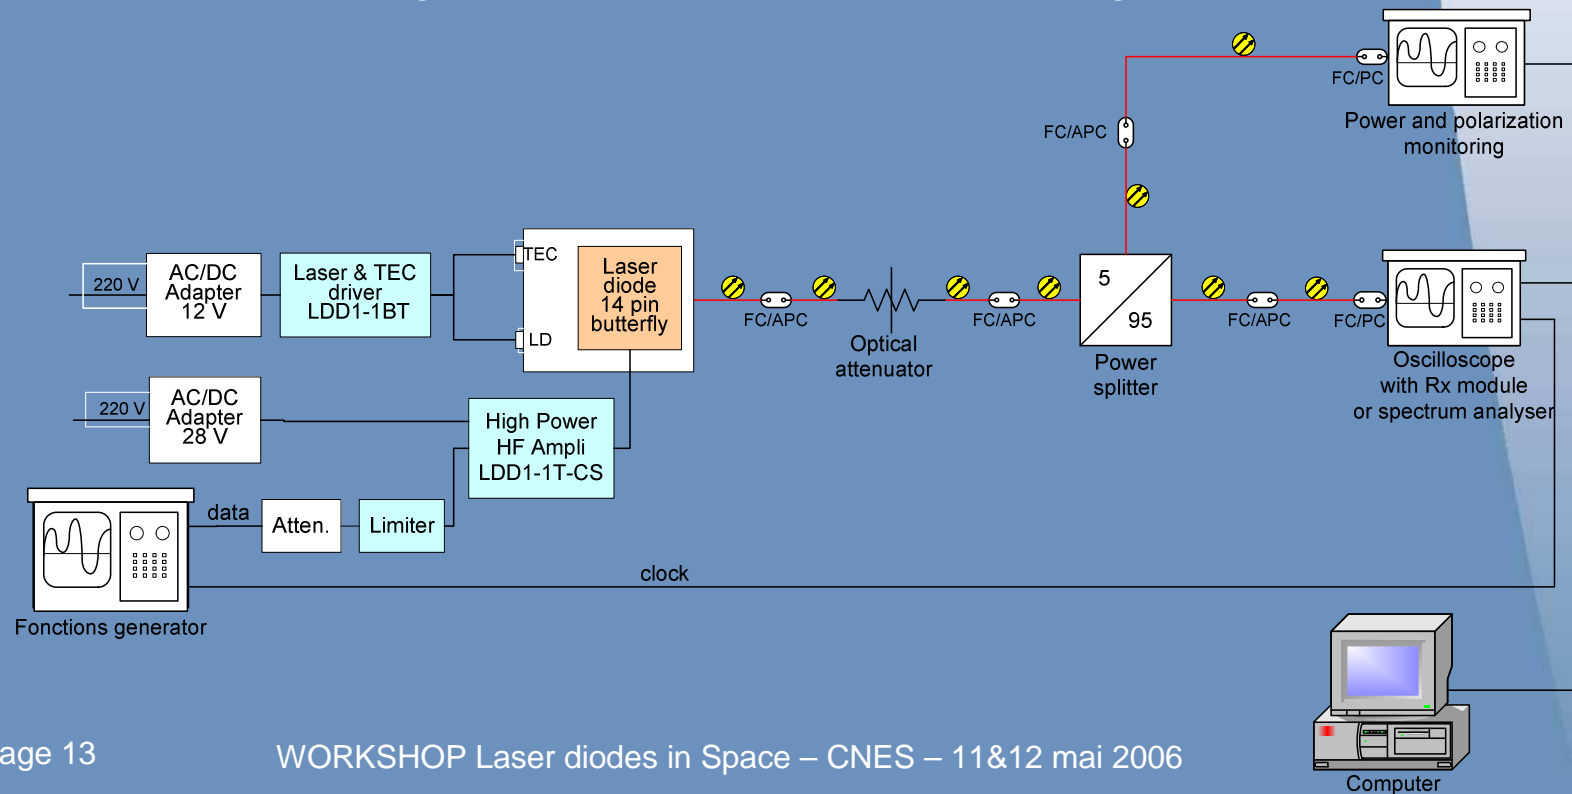 FC/PC
Power and polarization
monitoring
FC/APC
220 V
AC/DC
Adapter
12 V
Laser & TEC
driver
LDD1-1BT
TEC
LD
Laser
diode
14 pin
butterfly
FC/APC
Optical
attenuator
FC/APC
5
95
Power
splitter
FC/APC
FC/PC
Oscilloscope
with Rx module
or spectrum analyser
220 V
AC/DC
Adapter
28 V
High Power
HF Ampli
LDD1-1T-CS
data
Atten.
Limiter
clock
Fonctions generator
Computer
age 13
WORKSHOP Laser diodes in Space – CNES – 11&12 mai 2006